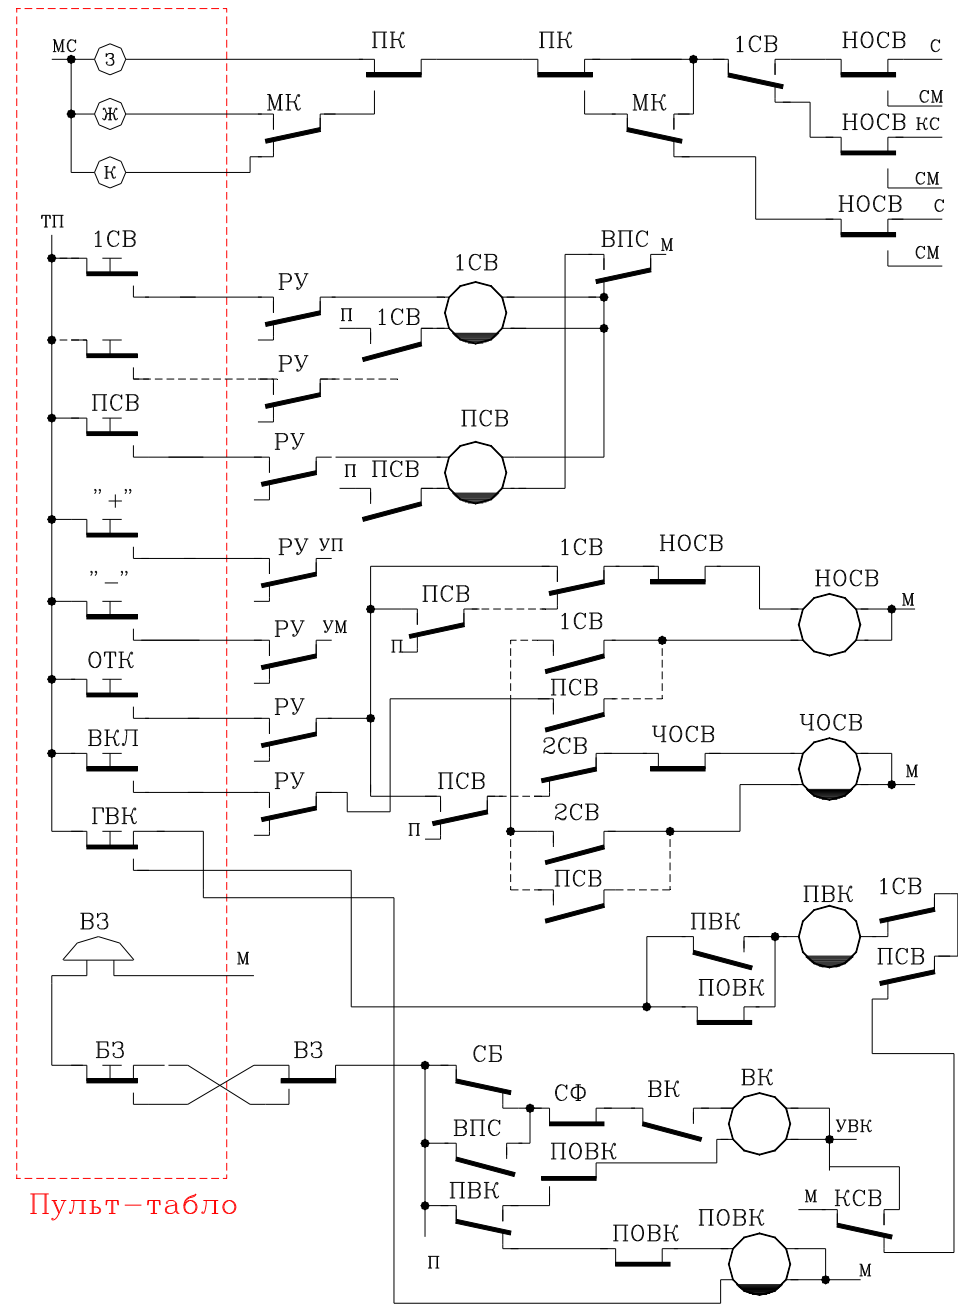 МС
З
ПК
ПК
1СВ
НОСВ
С
СМ
Ж
МК
МК
НОСВ
КС
К
СМ
НОСВ
С
СМ
ТП
1СВ
РУ
1СВ
ВПС
М
П
1СВ
РУ
ПСВ
РУ
П
ПСВ
ПСВ
"+"
РУ
УП
1СВ
НОСВ
НОСВ
"−"
РУ
УМ
ПСВ
П
1СВ
М
ОТК
РУ
ПСВ
ВКЛ
РУ
2СВ
ЧОСВ
ЧОСВ
М
ПСВ
П
ГВК
2СВ
ПСВ
ПВК
ПВК
1СВ
ВЗ
М
ПОВК
ПСВ
БЗ
ВЗ
СБ
СФ
ВК
ВК
УВК
ВПС
ПОВК
ПВК
М
КСВ
Пульт-табло
ПОВК
ПОВК
П
М